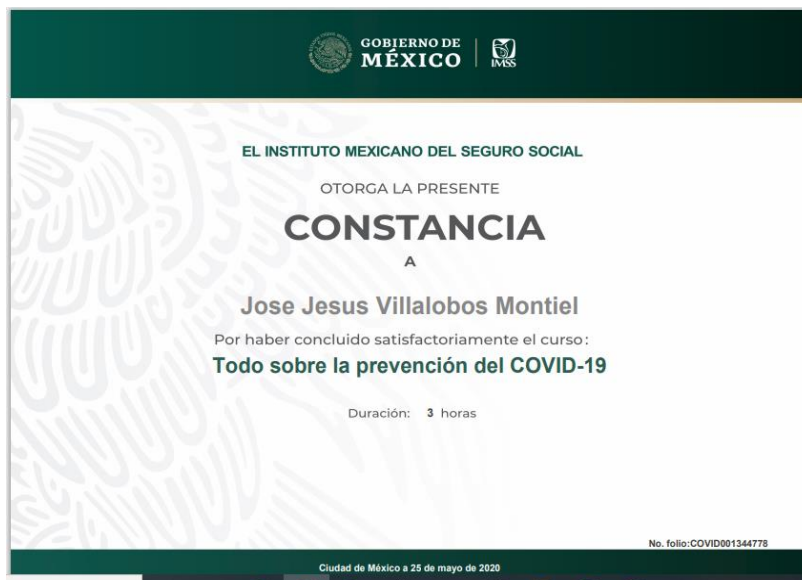 GOBIERNO DE
MÉXICO
IMSS
EL INSTITUTO MEXICANO DEL SEGURO SOCIAL
OTORGA LA PRESENTE
CONSTANCIA
A
Jose Jesus Villalobos Montiel
Por haber concluido satisfactoriamente el curso:
Todo sobre la prevención del COVID-19
Duración: 3 horas
No. folio:COVID001344778
Ciudad de México a 25 de mayo de 2020